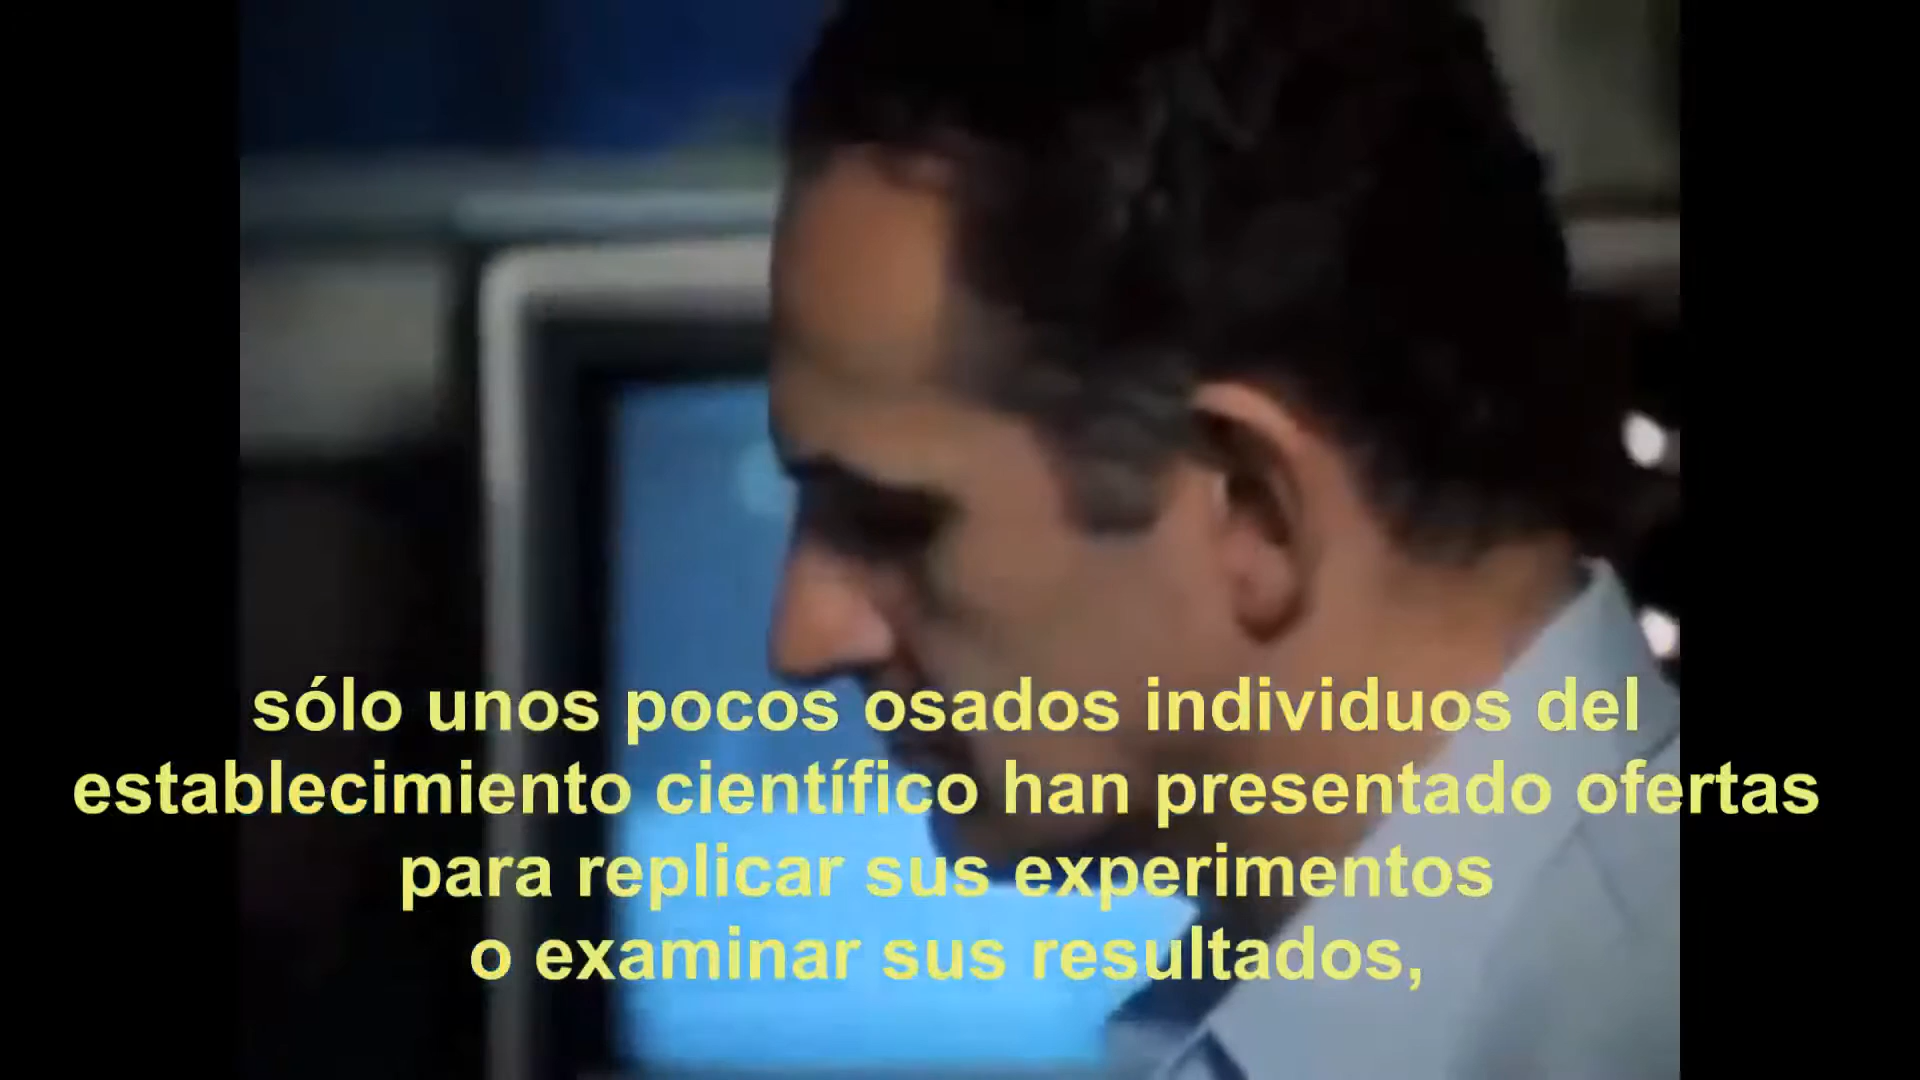 sólo unos pocos osados individuos del
establecimiento científico han presentado ofertas
para replicar sus experimentos
o examinar sus resultados,